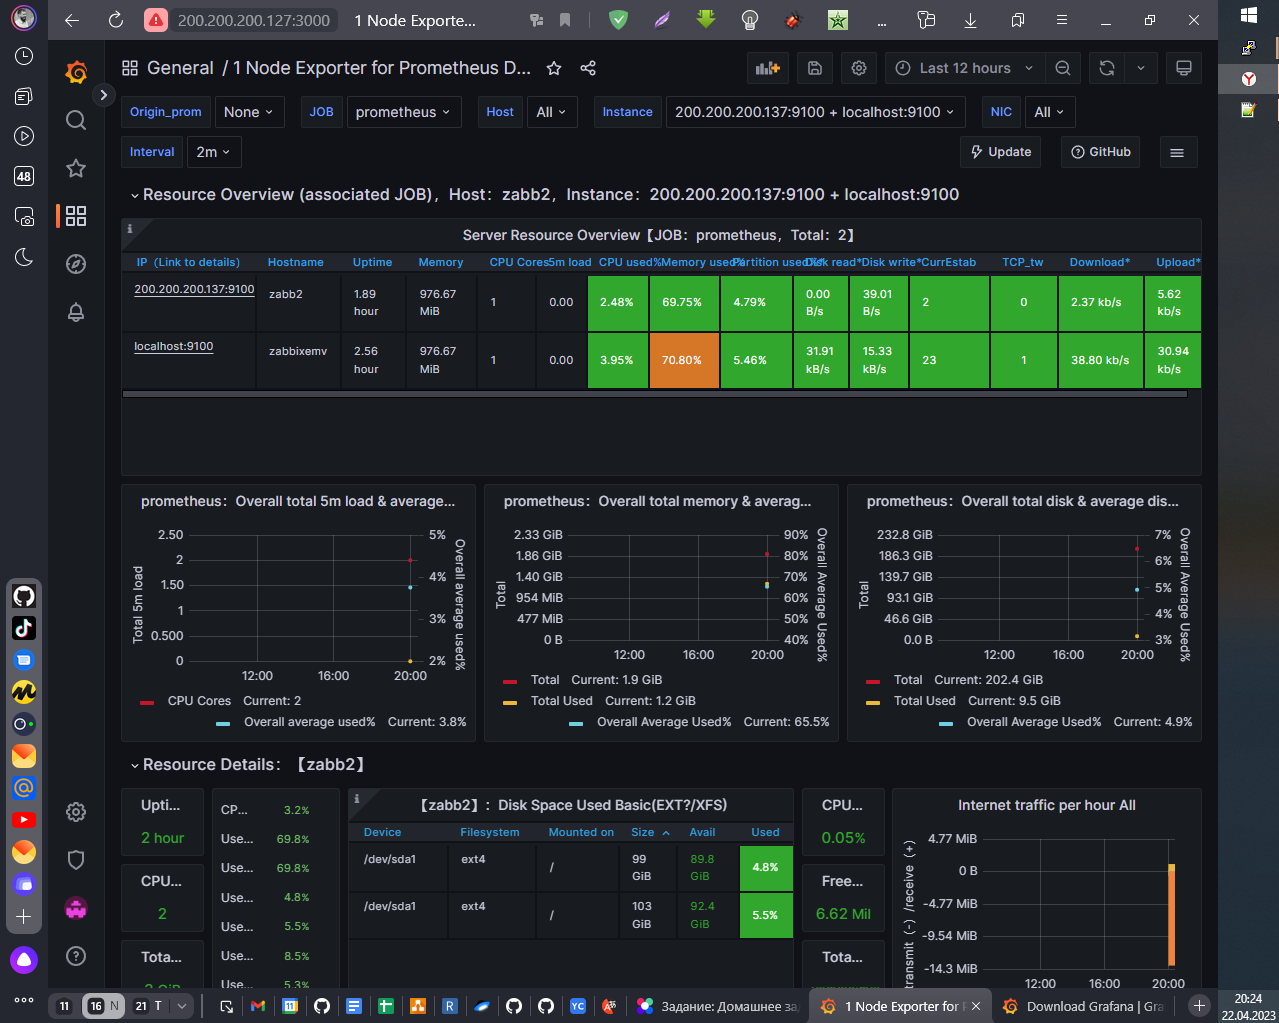 200.200.200.127:3000
1 Node Exporte...
General / 1 Node Exporter for Prometheus D...
Last 12 hours
Origin_prom
None
JOB
prometheus
Host
All
Instance
200.200.200.137:9100 + localhost:9100
NIC
All
Interval
2m
Update
GitHub
Resource Overview (associated JOB)，Host：zabb2，Instance：200.200.200.137:9100 + localhost:9100
Server Resource Overview【JOB：prometheus，Total：2】
IP（Link to details） Hostname Uptime Memory CPU Cores 5m load CPU used% Memory used%* Partition used%* Disk read* Disk write* CurrEstab TCP_tw Download* Upload*
200.200.200.137:9100 zabb2 1.89 hour 976.67 MiB 1 0.00 2.48% 69.75% 4.79% 0.00 B/s 39.01 B/s 2 0 2.37 kb/s 5.62 kb/s
localhost:9100 zabbixemv 2.56 hour 976.67 MiB 1 0.00 3.95% 70.80% 5.46% 31.91 kB/s 15.33 kB/s 23 1 38.80 kb/s 30.94 kb/s
prometheus：Overall total 5m load & average...
2.50
2
1.50
1
0.500
0
5%
4%
3%
2%
Total 5m load
Overall average used%
12:00 16:00 20:00
CPU Cores Current: 2
Overall average used% Current: 3.8%
prometheus：Overall total memory & averag...
2.33 GiB
1.86 GiB
1.40 GiB
954 MiB
477 MiB
0 B
90%
80%
70%
60%
50%
40%
Total
Overall Average Used%
12:00 16:00 20:00
Total Current: 1.9 GiB
Total Used Current: 1.2 GiB
Overall Average Used% Current: 65.5%
prometheus：Overall total disk & average dis...
232.8 GiB
186.3 GiB
139.7 GiB
93.1 GiB
46.6 GiB
0.0 B
7%
6%
5%
4%
3%
Total
Overall Average Used%
12:00 16:00 20:00
Total Current: 202.4 GiB
Total Used Current: 9.5 GiB
Overall Average Used% Current: 4.9%
Resource Details：【zabb2】
Upti...
2 hour
CPU...
2
Tota...
CP... 3.2%
Use... 69.8%
Use... 69.8%
Use... 4.8%
Use... 5.5%
Use... 8.5%
Use... 5.3%
【zabb2】：Disk Space Used Basic(EXT?/XFS)
Device Filesystem Mounted on Size Avail Used
/dev/sda1 ext4 / 99 GiB 89.8 GiB 4.8%
/dev/sda1 ext4 / 103 GiB 92.4 GiB 5.5%
CPU...
0.05%
Free...
6.62 Mil
Tota...
Internet traffic per hour All
4.77 MiB
0 B
-4.77 MiB
-9.54 MiB
-14.3 MiB
transmit（-）/receive（+）
12:00 16:00 20:00
48
11
16 N
21 T
31
R
YC
Задание: Домашнее за
1 Node Exporter for
Download Grafana | Gra
20:24
22.04.2023